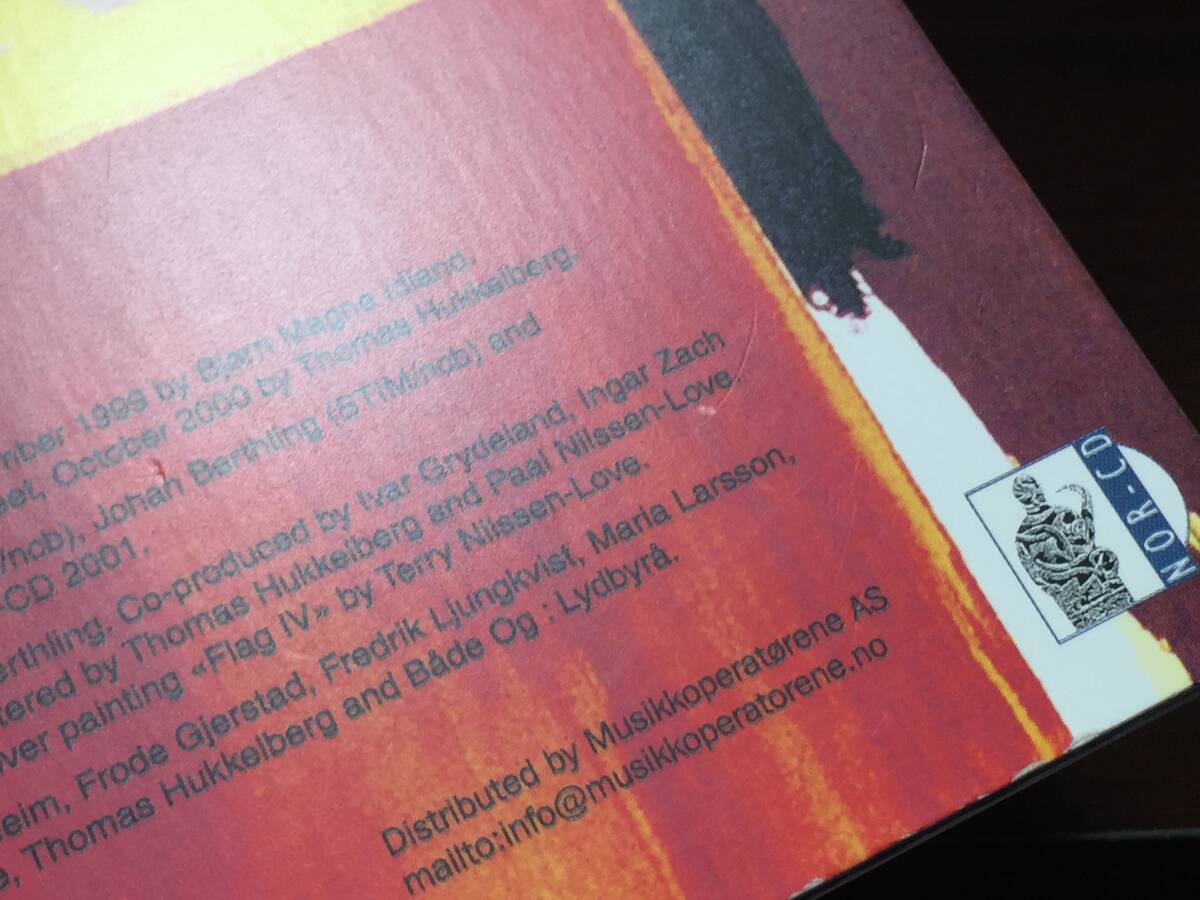 mber 1999 by Bjørn Magne Idland.
eet, October 2000 by Thomas Hukkelberg.
/ncb), Johan Berthling (BTIM/ncb) and
-CD 2001.
erthling. Co-produced by Ivar Grydeland, Ingar Zach
tered by Thomas Hukkelberg and Paal Nilssen-Love.
ver painting «Flag IV» by Terry Nilssen-Love.
eim, Frode Gjerstad, Fredrik Ljungkvist, Maria Larsson,
e, Thomas Hukkelberg and Både Og : Lydbyrå.
Distributed by Musikkoperatørene AS
mailto:info@musikkoperatorene.no
NOR-CD